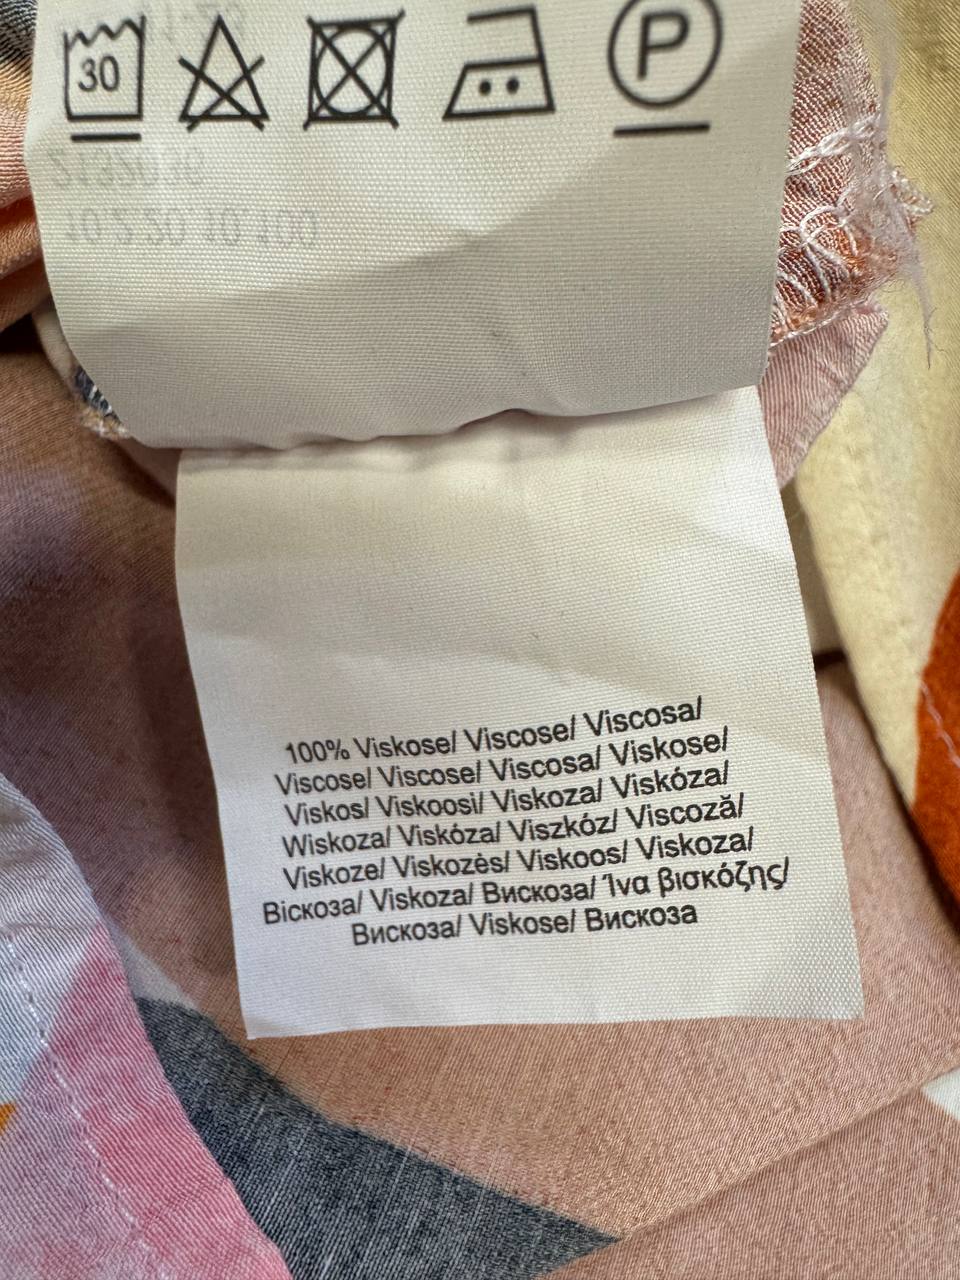 30
P
100% Viskose/ Viscose/ Viscosa/
Viscose/ Viscose/ Viscosa/ Viskose/
Viskos/ Viskoosi/ Viskoza/ Viskóza/
Wiskoza/ Viskóza/ Viszkóz/ Viscoză/
Viskoze/ Viskozès/ Viskoos/ Viskoza/
Віскоза/ Viskoza/ Вискоза/ Ίνα βισκόζης/
Вискоза/ Viskose/ Вискоза